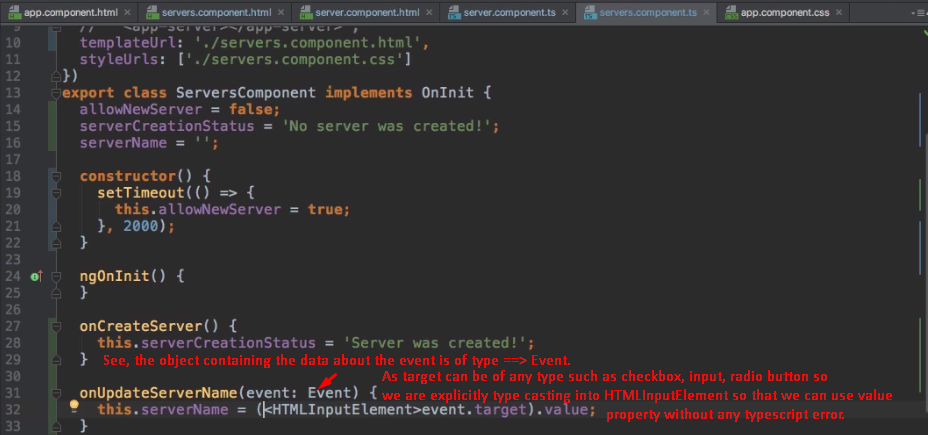 app.component.html × servers.component.html × server.component.html × server.component.ts × servers.component.ts × app.component.css ×
9 // '<app-server></app-server>',
10 templateUrl: './servers.component.html',
11 styleUrls: ['./servers.component.css']
12 })
13 export class ServersComponent implements OnInit {
14 allowNewServer = false;
15 serverCreationStatus = 'No server was created!';
16 serverName = '';
17
18 constructor() {
19 setTimeout(() => {
20 this.allowNewServer = true;
21 }, 2000);
22 }
23
24 ngOnInit() {
25 }
26
27 onCreateServer() {
28 this.serverCreationStatus = 'Server was created!';
29 } See, the object containing the data about the event is of type ==> Event.
30
As target can be of any type such as checkbox, input, radio button so
31 onUpdateServerName(event: Event) {
we are explicitly type casting into HTMLInputElement so that we can use value
32 this.serverName = (<HTMLInputElement>event.target).value;
property without any typescript error.
33 }